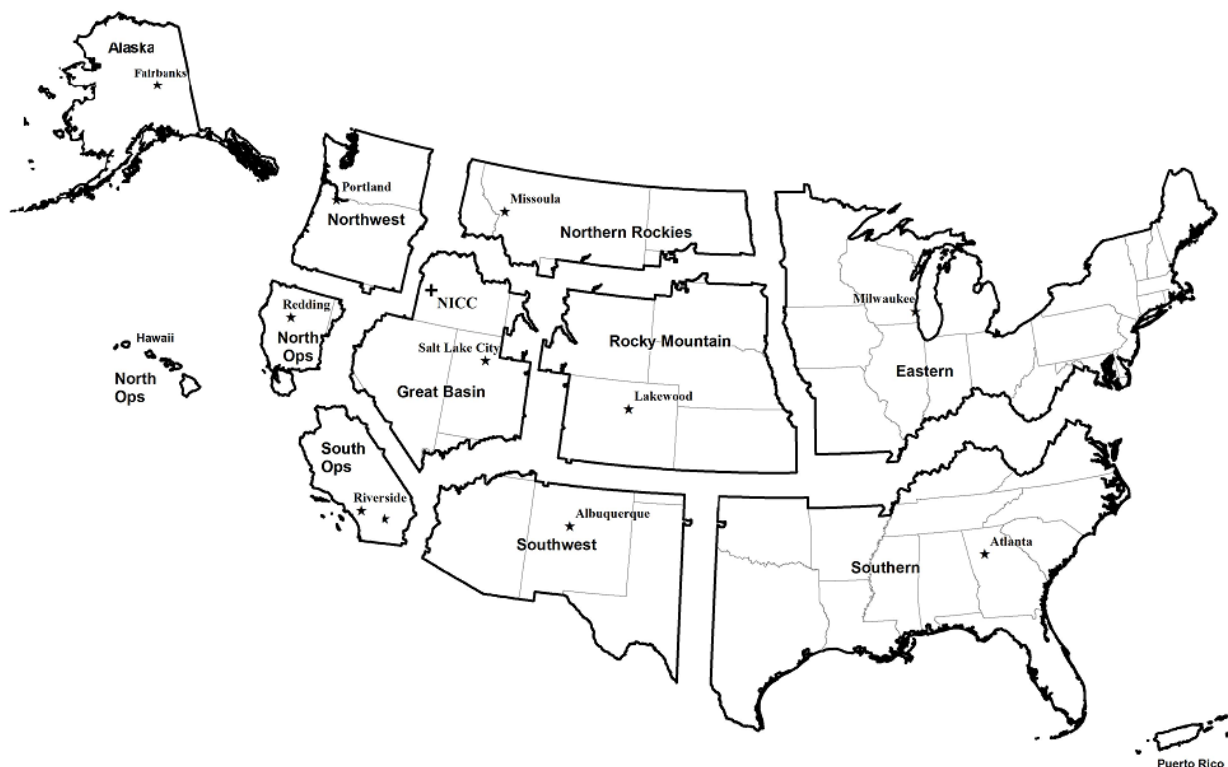 Alaska
Fairbanks
Portland
Northwest
Missoula
Northern Rockies
NICC
Redding
North
Ops
Hawaii
North
Ops
Salt Lake City
Great Basin
Rocky Mountain
Lakewood
Milwaukee
Eastern
South
Ops
Riverside
Albuquerque
Southwest
Atlanta
Southern
Puerto Rico